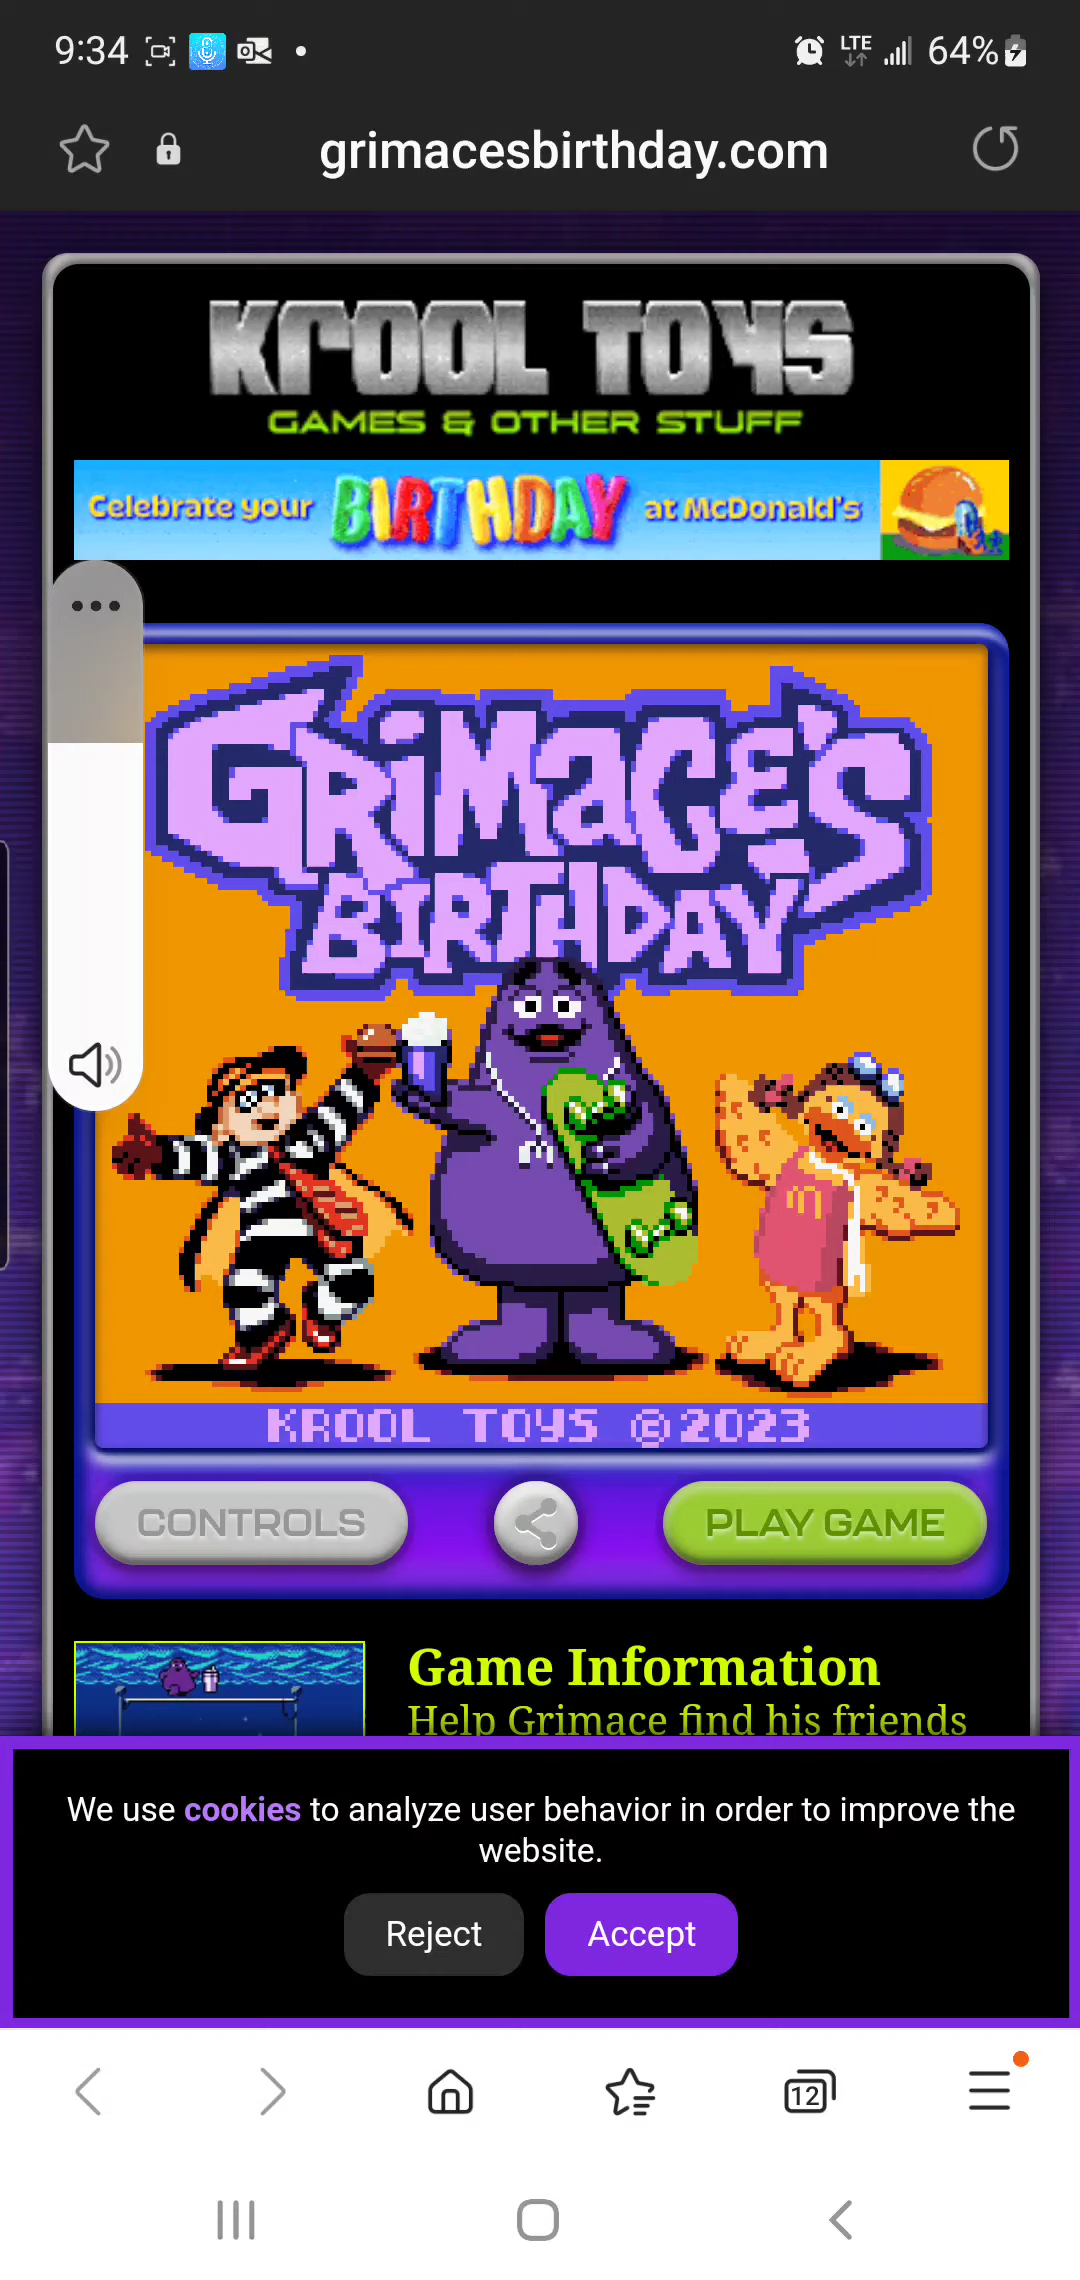 9:34
LTE
64%
grimacesbirthday.com
KROOL TOYS
GAMES & OTHER STUFF
Celebrate your BIRTHDAY at McDonald's
GRiMaCE'S
BIRTHDAY
KROOL TOYS ©2023
CONTROLS
PLAY GAME
Game Information
Help Grimace find his friends
We use cookies to analyze user behavior in order to improve the
website.
Reject
Accept
12